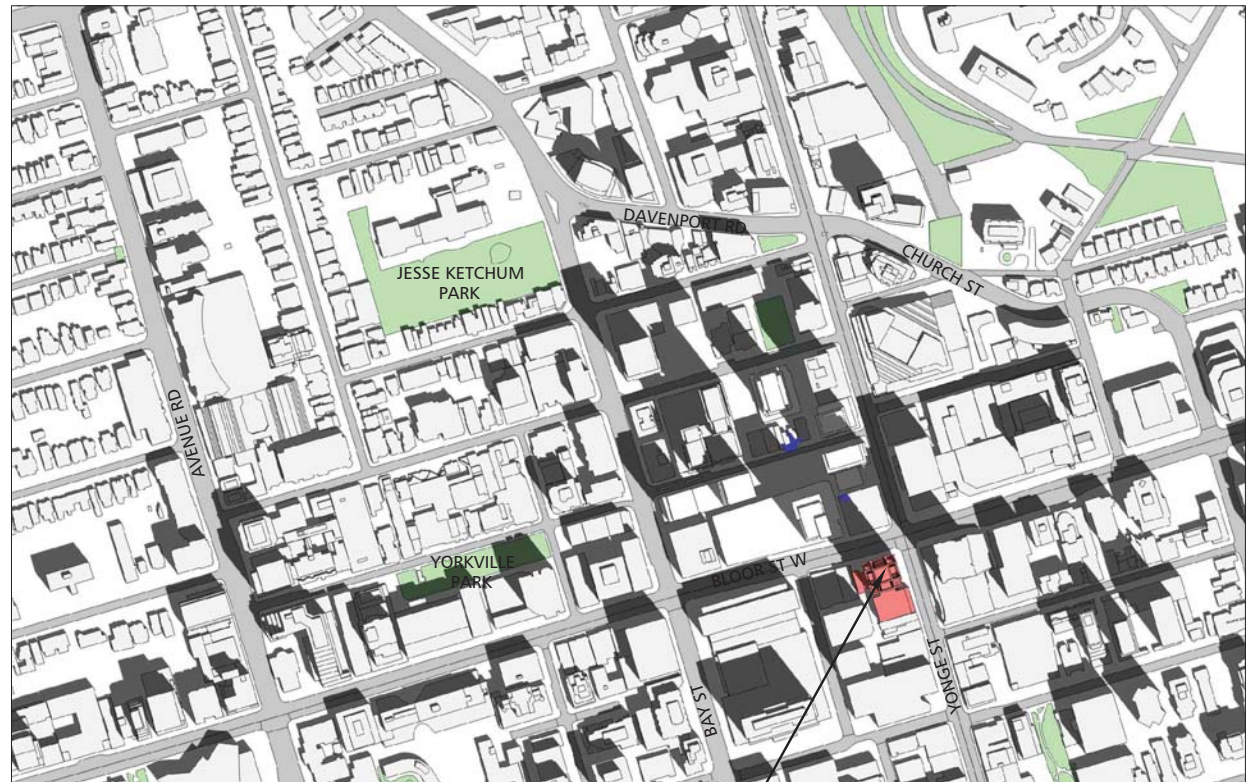 DAVENPORT RD
CHURCH ST
JESSE KETCHUM
PARK
AVENUE RD
YORKVILLE
PARK
BLOOR ST W
YONGE ST
BAY ST